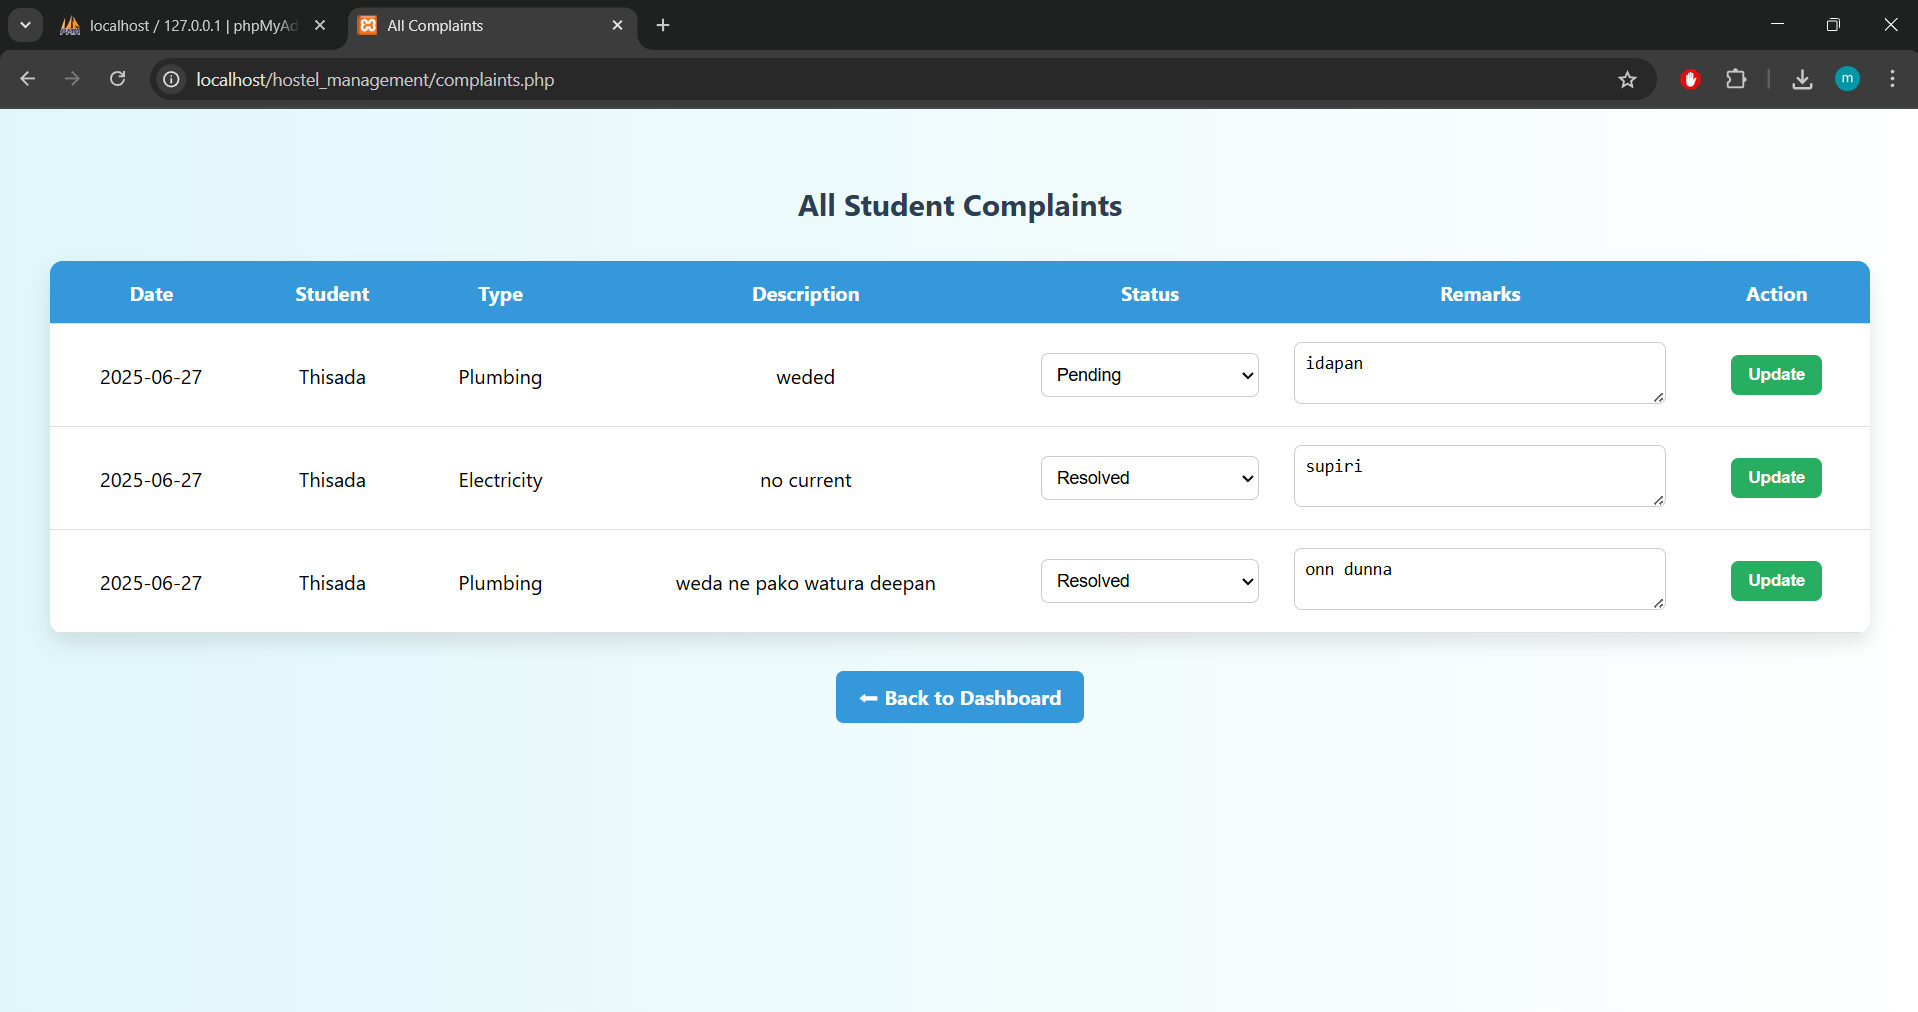 localhost / 127.0.0.1 | phpMyAd
All Complaints
localhost/hostel_management/complaints.php
m
All Student Complaints
Date Student Type Description Status Remarks Action
2025-06-27 Thisada Plumbing weded Pending idapan Update
2025-06-27 Thisada Electricity no current Resolved supiri Update
2025-06-27 Thisada Plumbing weda ne pako watura deepan Resolved onn dunna Update
⬅ Back to Dashboard